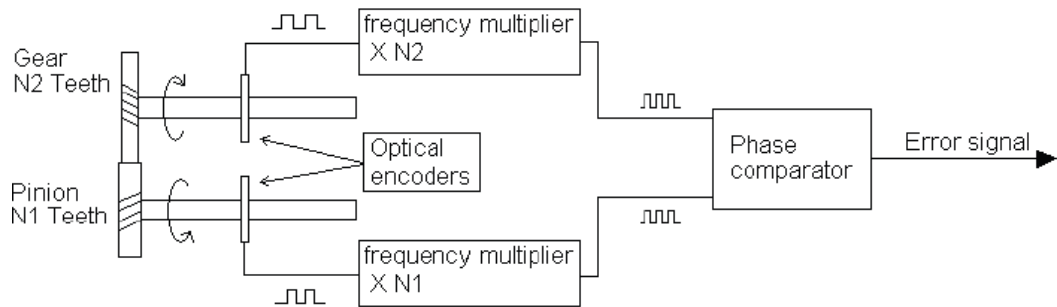 Gear
N2 Teeth
frequency multiplier
X N2
Optical
encoders
Phase
comparator
Error signal
Pinion
N1 Teeth
frequency multiplier
X N1